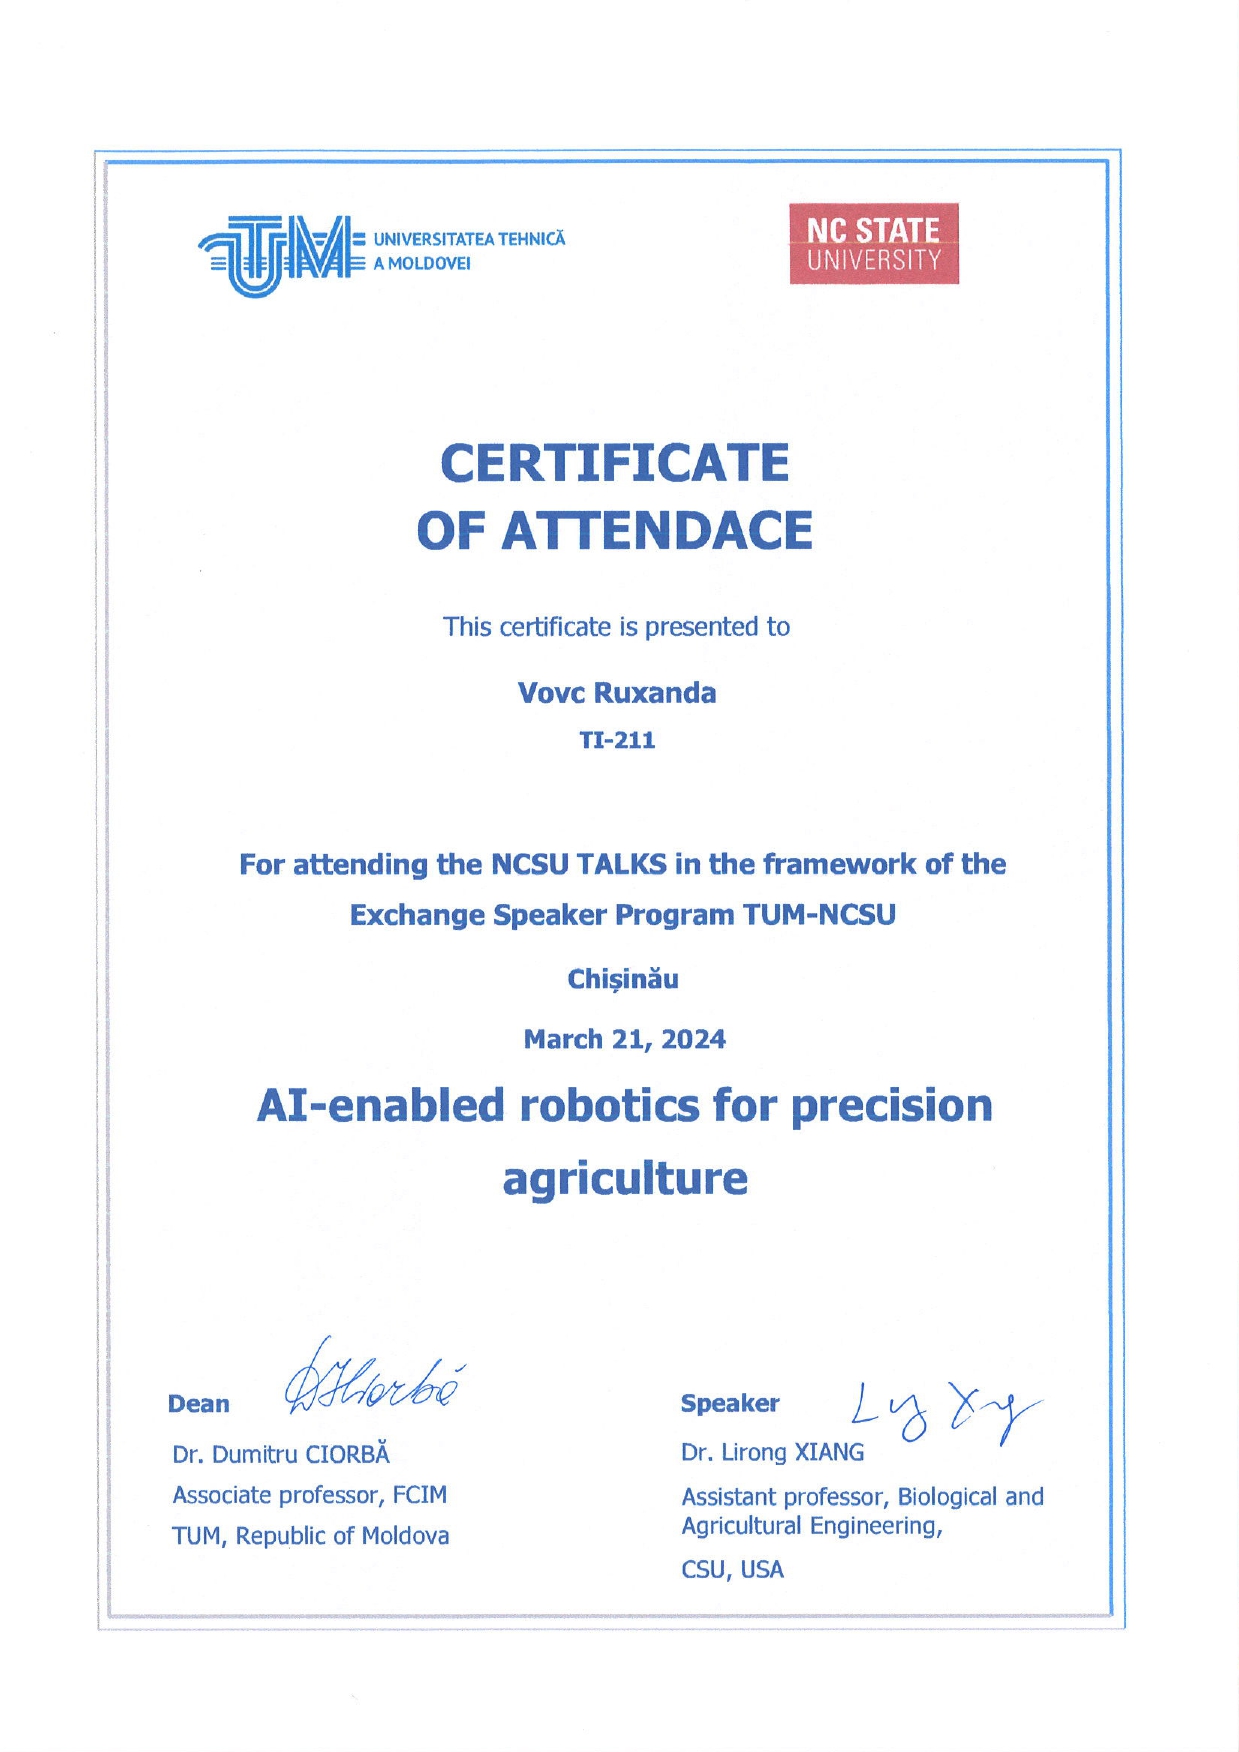 TUM UNIVERSITATEA TEHNICĂ
A MOLDOVEI
NC STATE
UNIVERSITY
CERTIFICATE
OF ATTENDACE
This certificate is presented to
Vovc Ruxanda
TI-211
For attending the NCSU TALKS in the framework of the
Exchange Speaker Program TUM-NCSU
Chișinău
March 21, 2024
AI-enabled robotics for precision
agriculture
Dean
Dr. Dumitru CIORBĂ
Associate professor, FCIM
TUM, Republic of Moldova
Speaker
Dr. Lirong XIANG
Assistant professor, Biological and
Agricultural Engineering,
CSU, USA